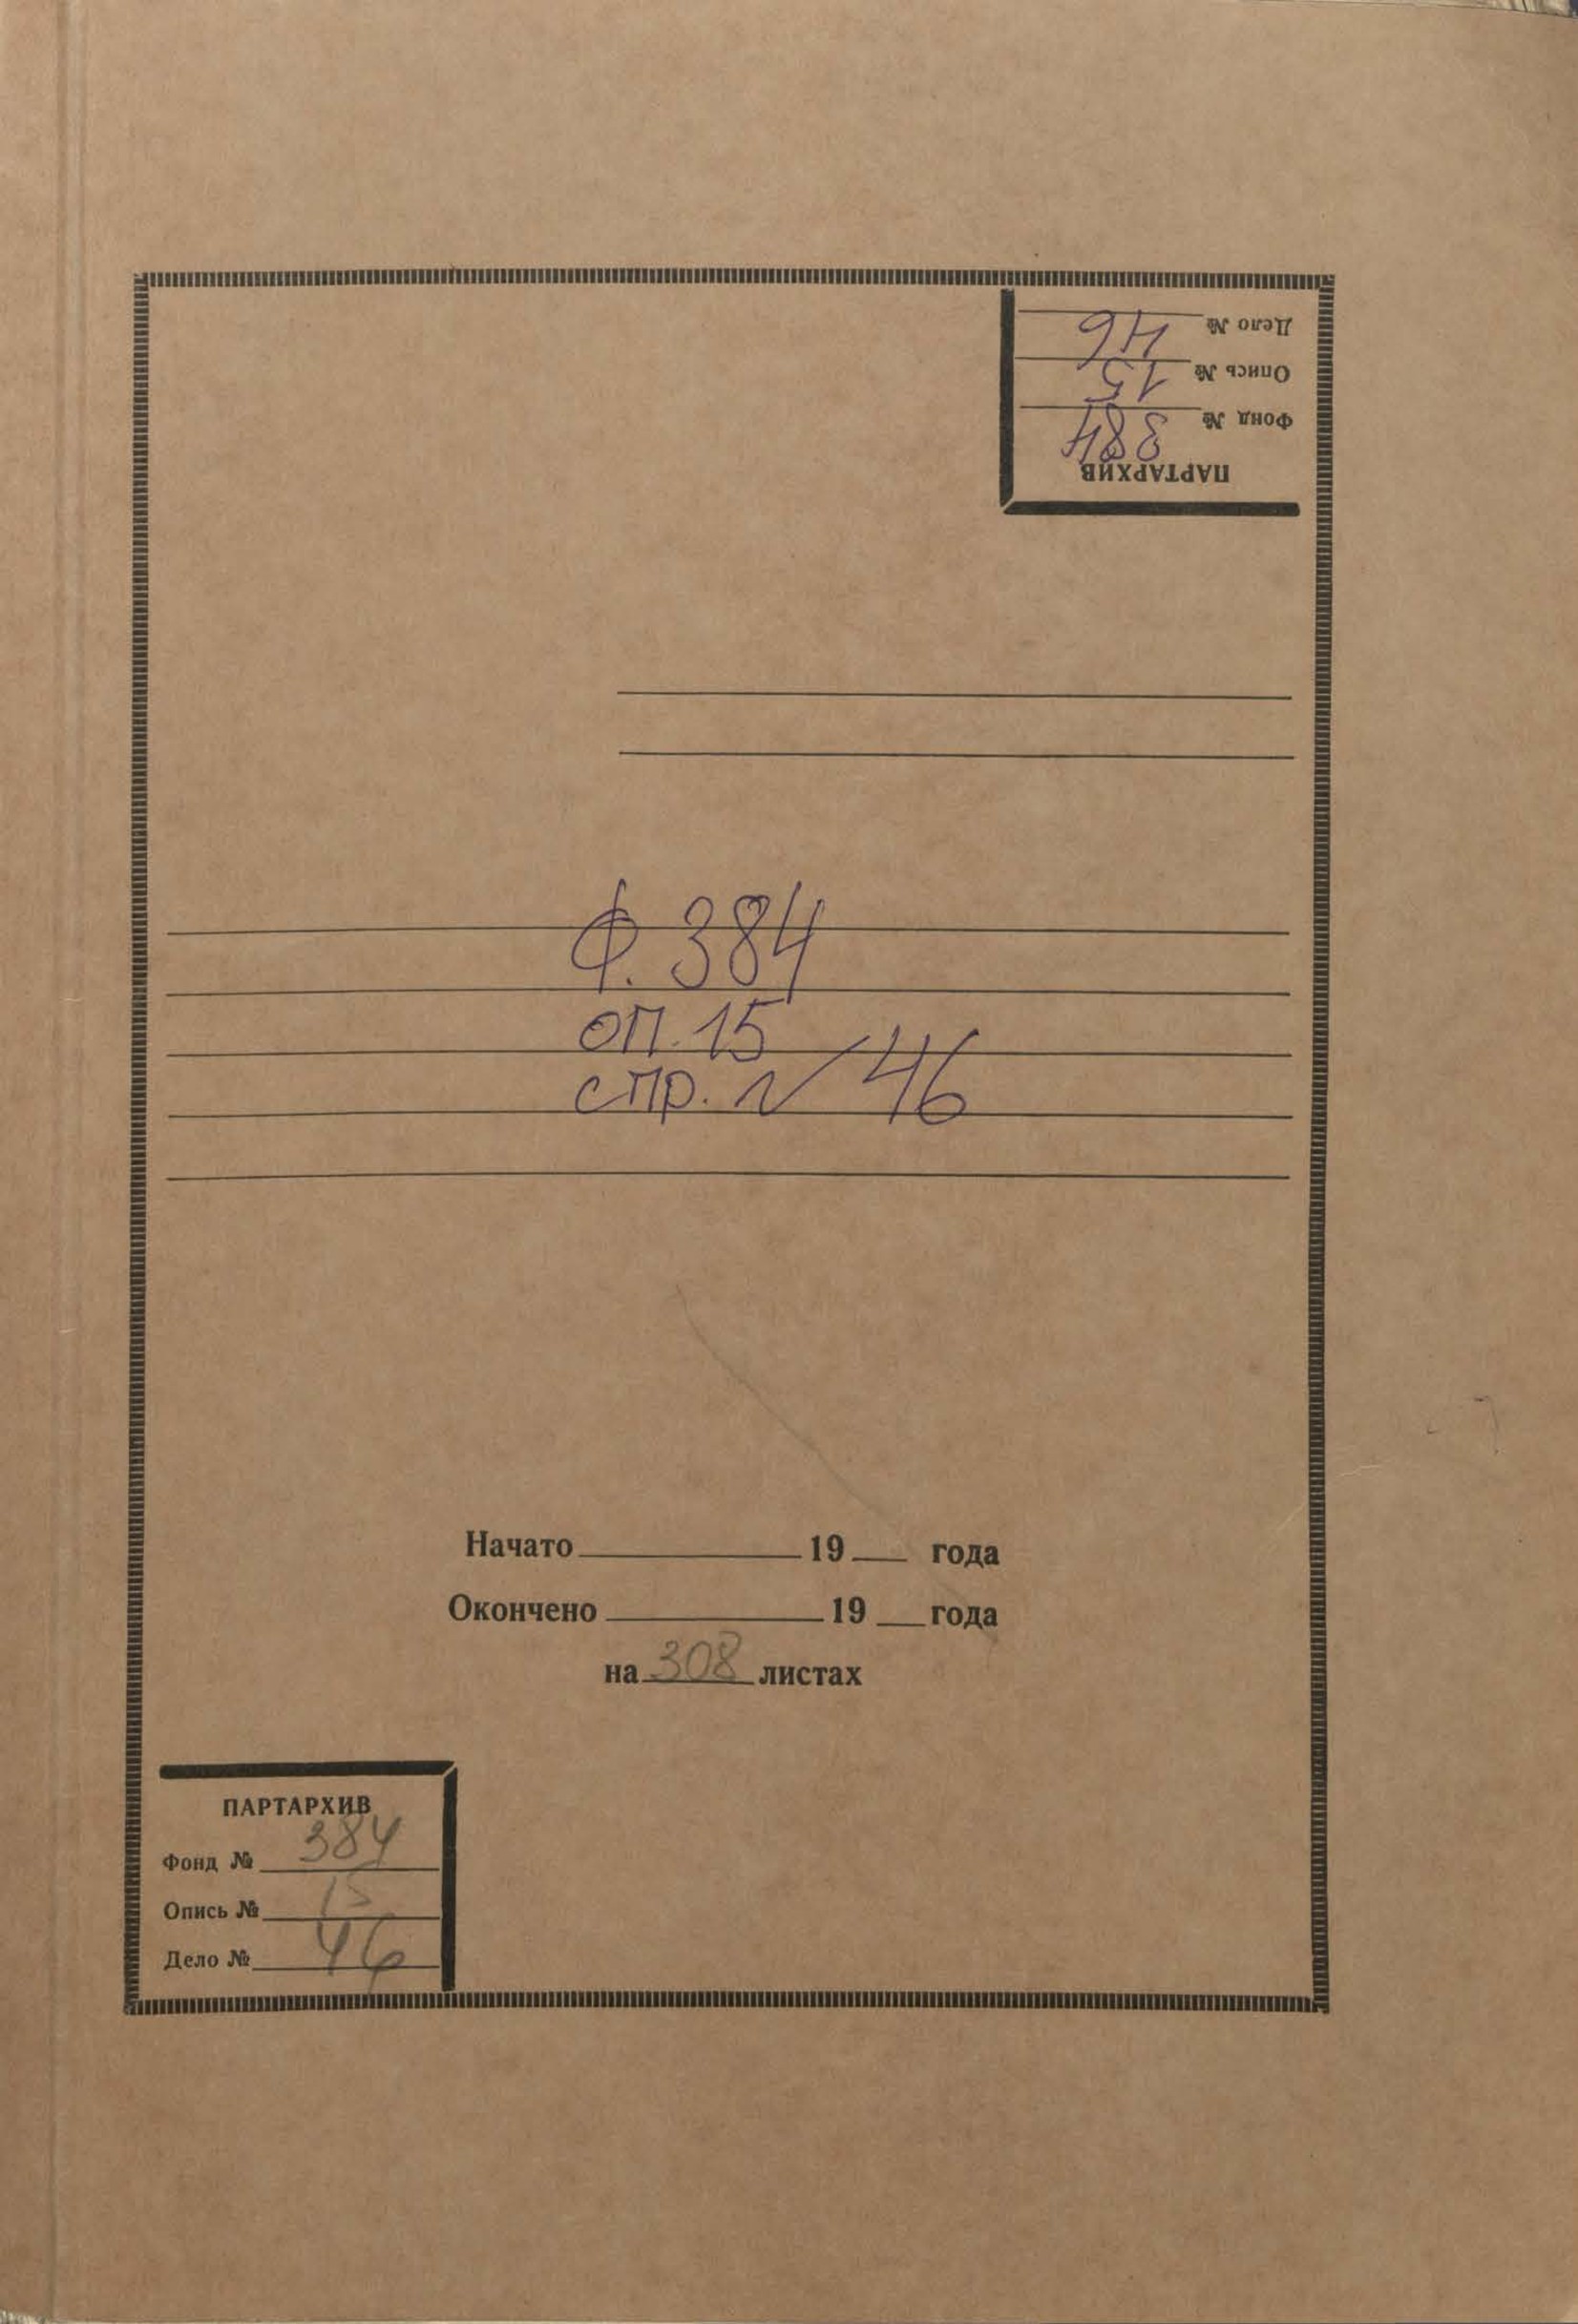 Дело № 46
Опись № 15
Фонд № 384
ПАРТАРХИВ
Ф. 384
оп. 15
спр. № 46
Начато 19 года
Окончено 19 года
на 308 листах
ПАРТАРХИВ
Фонд № 384
Опись № 15
Дело № 46